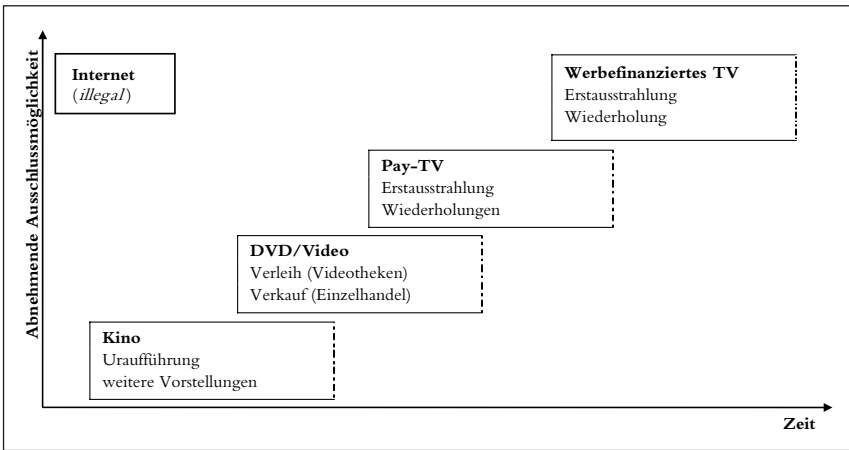 Abnehmende Ausschlussmöglichkeit
Internet
(illegal)
Werbefinanziertes TV
Erstausstrahlung
Wiederholung
Pay-TV
Erstausstrahlung
Wiederholungen
DVD/Video
Verleih (Videotheken)
Verkauf (Einzelhandel)
Kino
Uraufführung
weitere Vorstellungen
Zeit